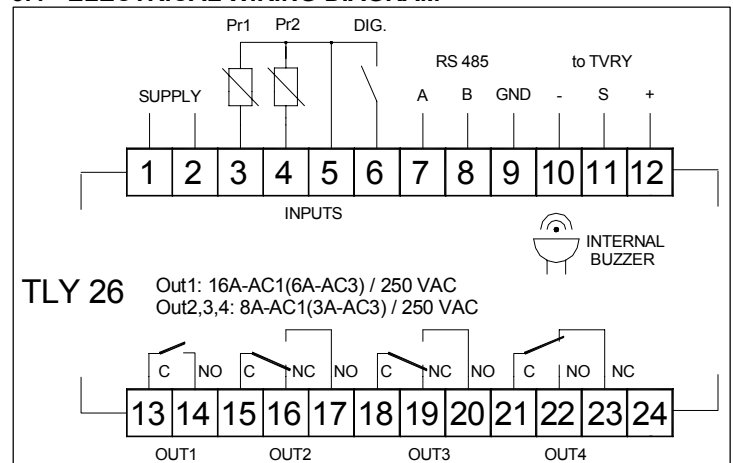 Pr1 Pr2 DIG.
RS 485 to TVRY
SUPPLY A B GND - S +
1 2 3 4 5 6 7 8 9 10 11 12
INPUTS
INTERNAL
BUZZER
TLY 26
Out1: 16A-AC1(6A-AC3) / 250 VAC
Out2,3,4: 8A-AC1(3A-AC3) / 250 VAC
C NO C NC NO C NC NO C NO NC
13 14 15 16 17 18 19 20 21 22 23 24
OUT1 OUT2 OUT3 OUT4